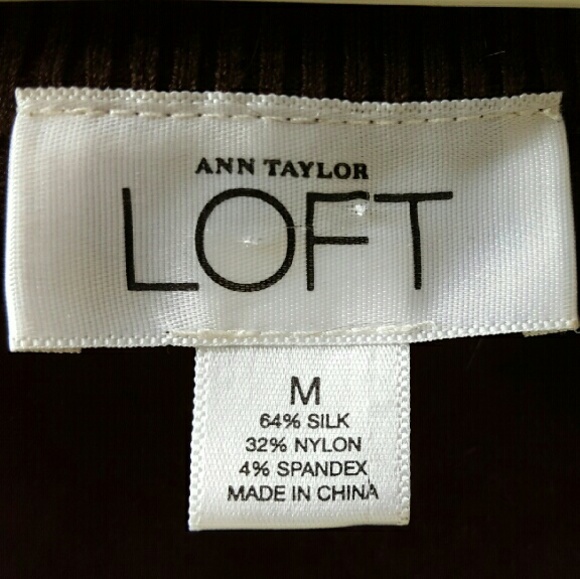 ANN TAYLOR
LOFT
M
64% SILK
32% NYLON
4% SPANDEX
MADE IN CHINA